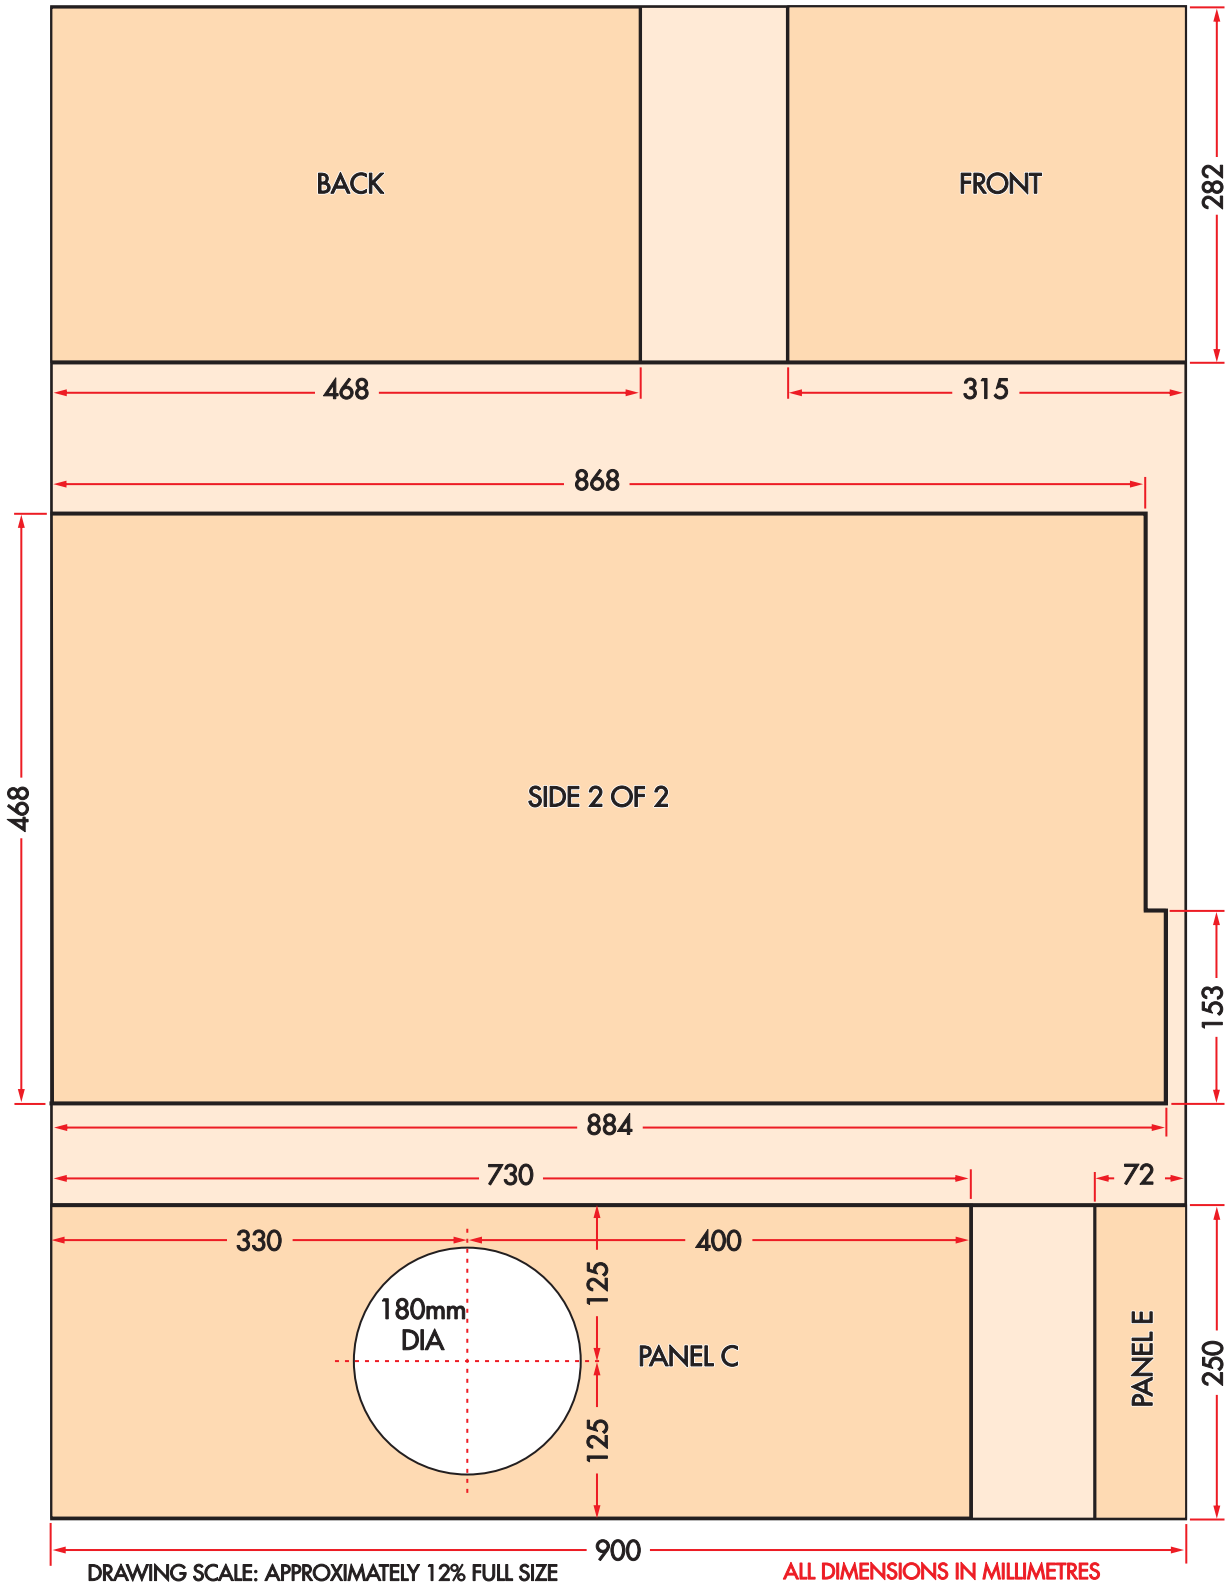 BACK
FRONT
282
468
315
868
468
SIDE 2 OF 2
153
884
730
72
330
400
125
180mm
DIA
PANEL C
PANEL E
250
125
900
DRAWING SCALE: APPROXIMATELY 12% FULL SIZE
ALL DIMENSIONS IN MILLIMETRES